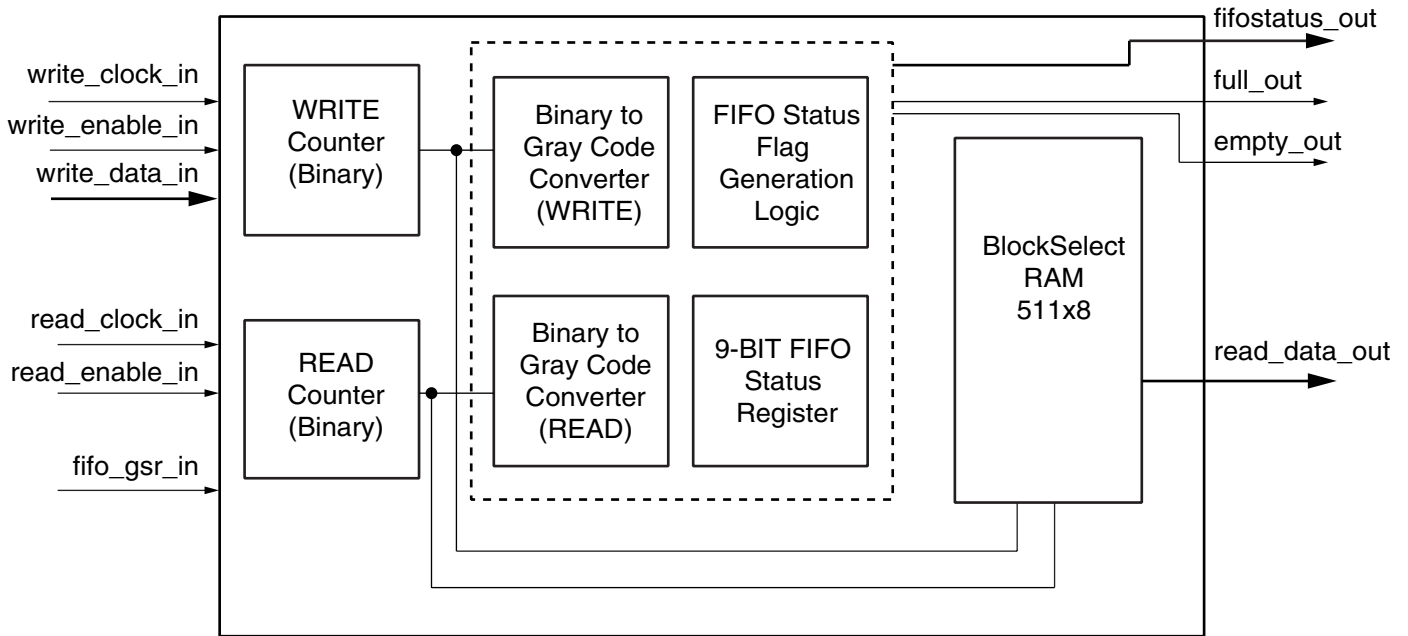 fifostatus_out
write_clock_in
full_out
write_enable_in
empty_out
write_data_in
WRITE
Counter
(Binary)
Binary to
Gray Code
Converter
(WRITE)
FIFO Status
Flag
Generation
Logic
BlockSelect
RAM
511x8
read_clock_in
read_enable_in
READ
Counter
(Binary)
Binary to
Gray Code
Converter
(READ)
9-BIT FIFO
Status
Register
read_data_out
fifo_gsr_in